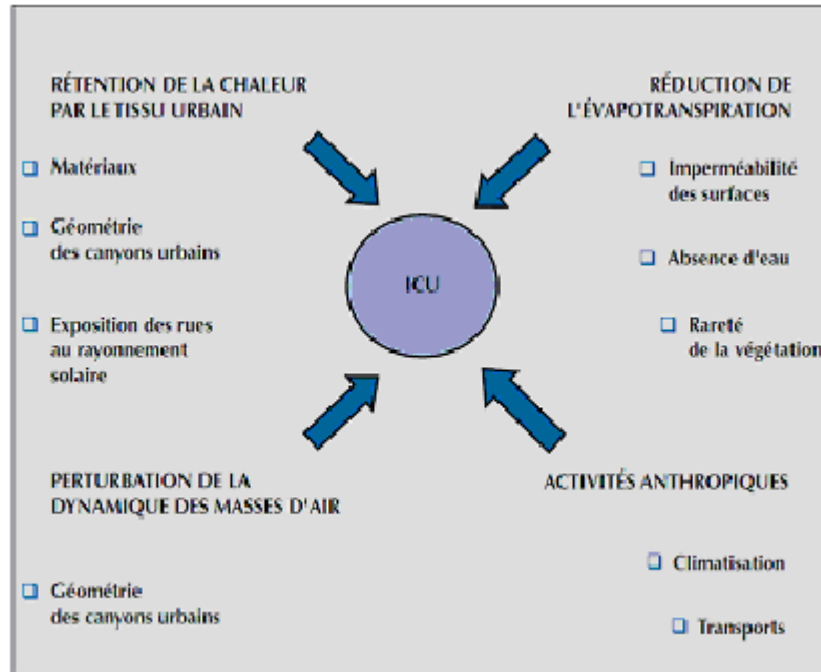 RÉTENTION DE LA CHALEUR
PAR LE TISSU URBAIN
Matériaux
Géométrie
des canyons urbains
Exposition des rues
au rayonnement
solaire
RÉDUCTION DE
L'ÉVAPOTRANSPIRATION
Imperméabilité
des surfaces
Absence d'eau
Rareté
de la végétation
ICU
PERTURBATION DE LA
DYNAMIQUE DES MASSES D'AIR
Géométrie
des canyons urbains
ACTIVITÉS ANTHROPIQUES
Climatisation
Transports